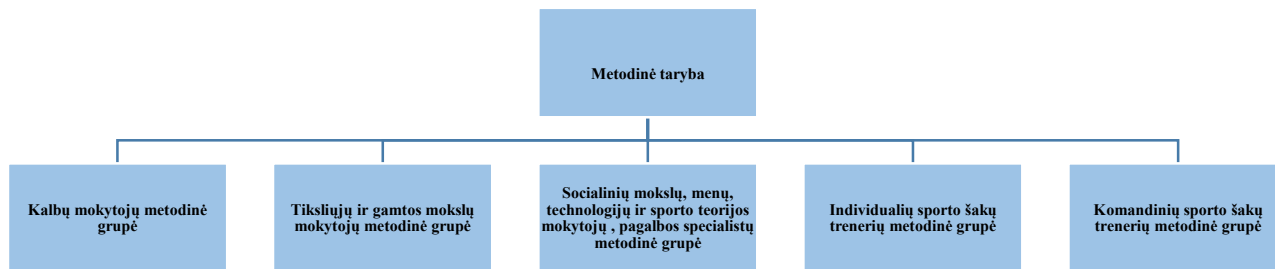 Metodinė taryba
Kalbų mokytojų metodinė
grupė
Tiksliųjų ir gamtos mokslų
mokytojų metodinė grupė
Socialinių mokslų, menų,
technologijų ir sporto teorijos
mokytojų , pagalbos specialistų
metodinė grupė
Individualių sporto šakų
trenerių metodinė grupė
Komandinių sporto šakų
trenerių metodinė grupė